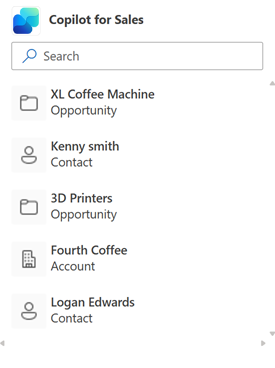 Copilot for Sales
Search
XL Coffee Machine
Opportunity
Kenny smith
Contact
3D Printers
Opportunity
Fourth Coffee
Account
Logan Edwards
Contact